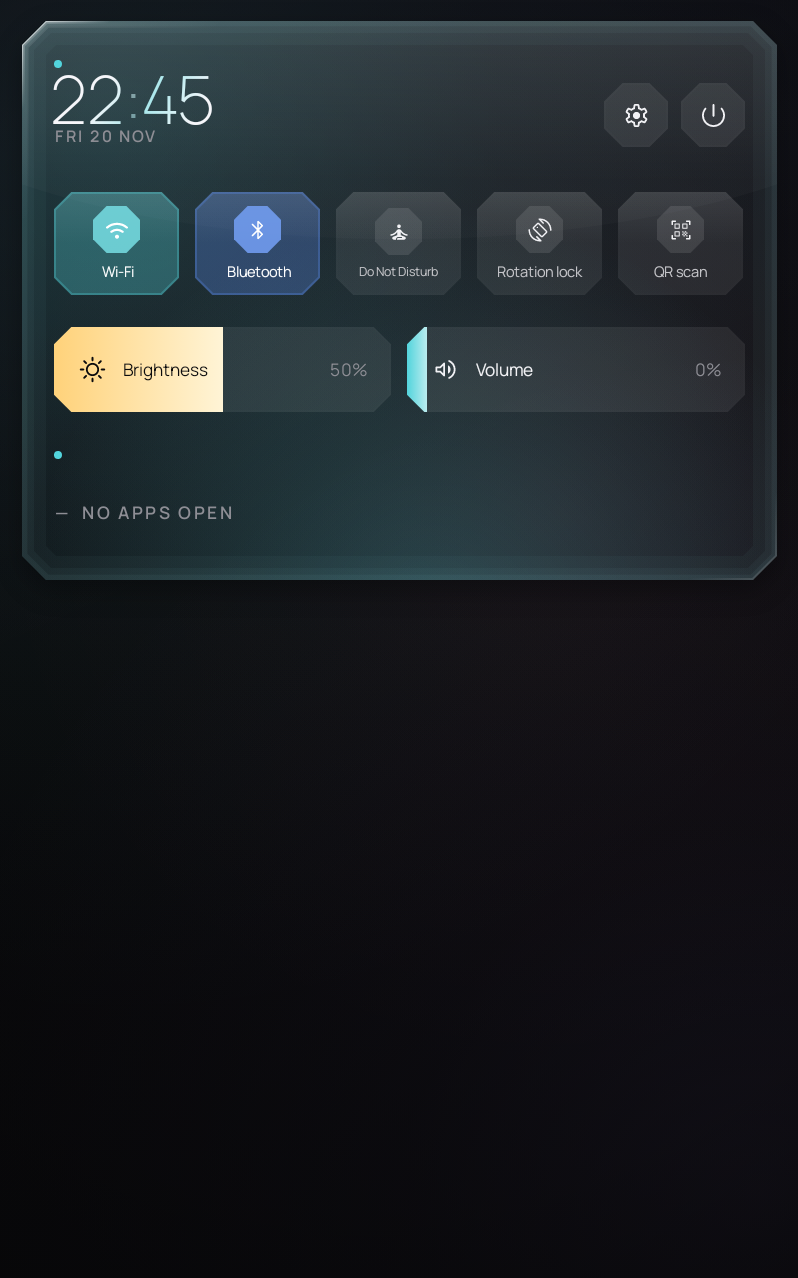 22:45
FRI 20 NOV
Wi-Fi
Bluetooth
Do Not Disturb
Rotation lock
QR scan
Brightness 50%
Volume 0%
— NO APPS OPEN